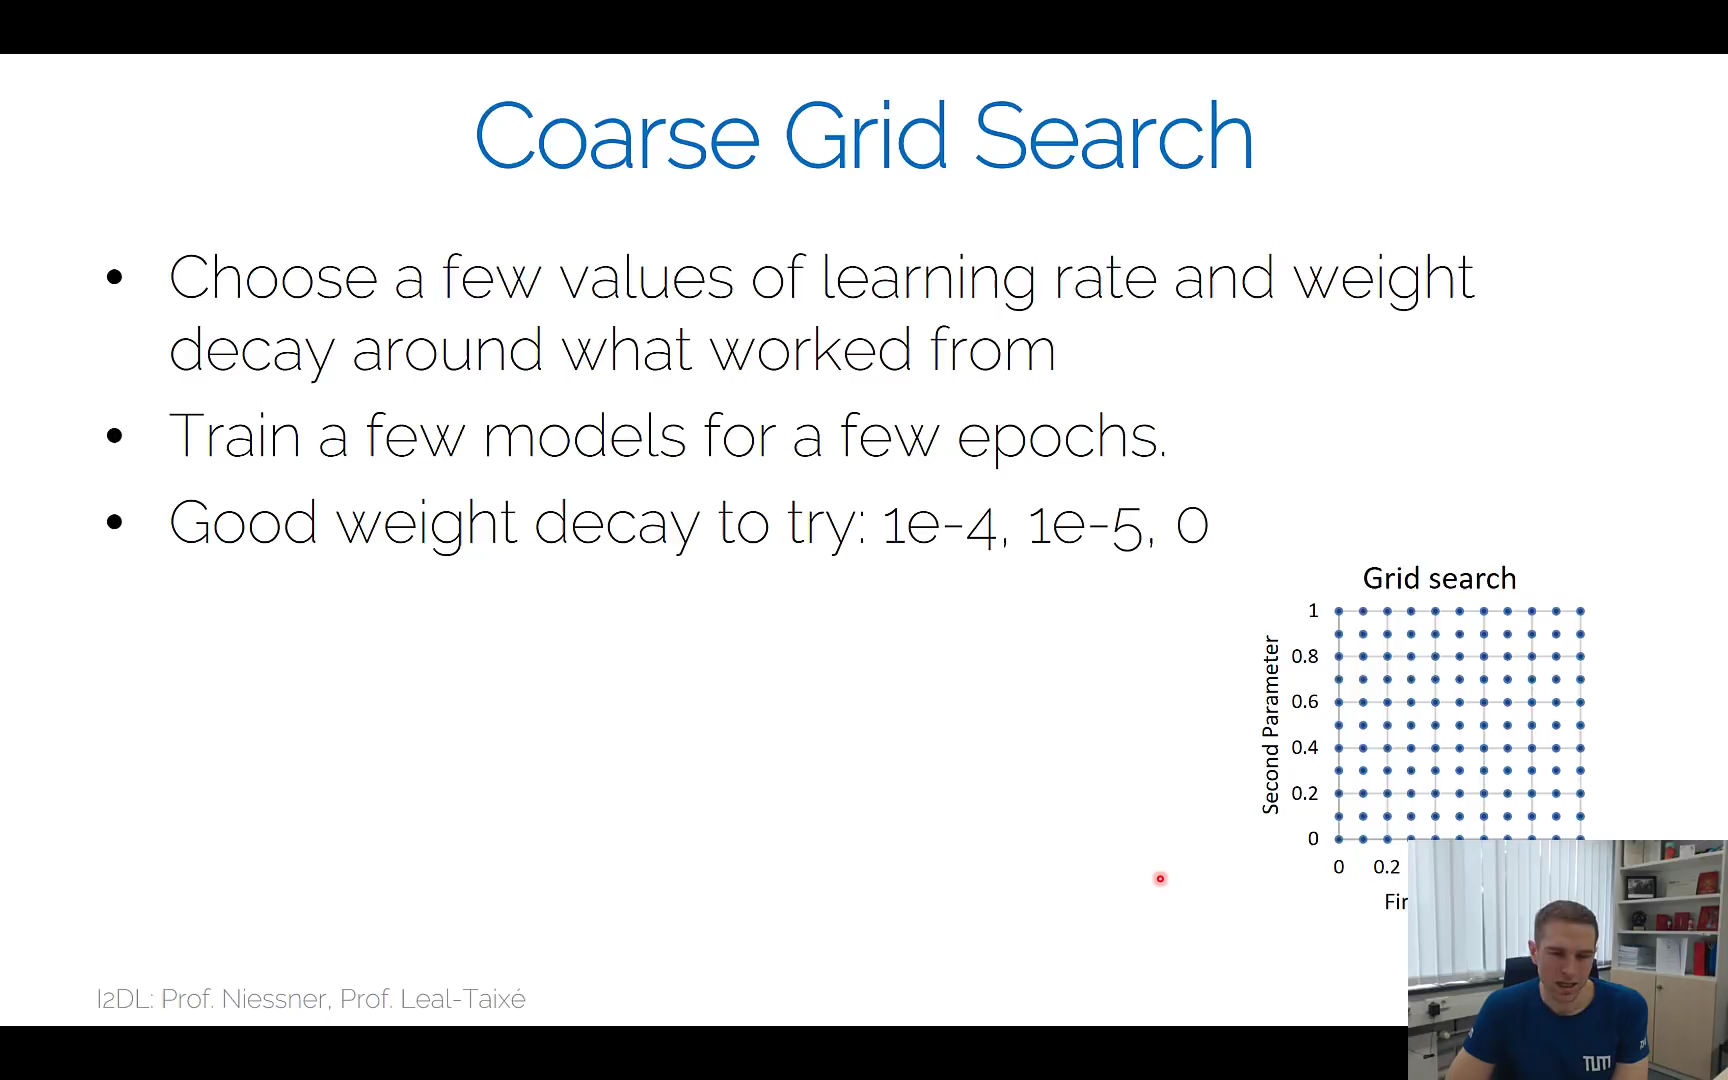 Coarse Grid Search
• Choose a few values of learning rate and weight
decay around what worked from
• Train a few models for a few epochs.
• Good weight decay to try: 1e-4, 1e-5, 0
Grid search
Second Parameter
1
0.8
0.6
0.4
0.2
0
0 0.2
Fir
I2DL: Prof. Niessner, Prof. Leal-Taixé
TUM